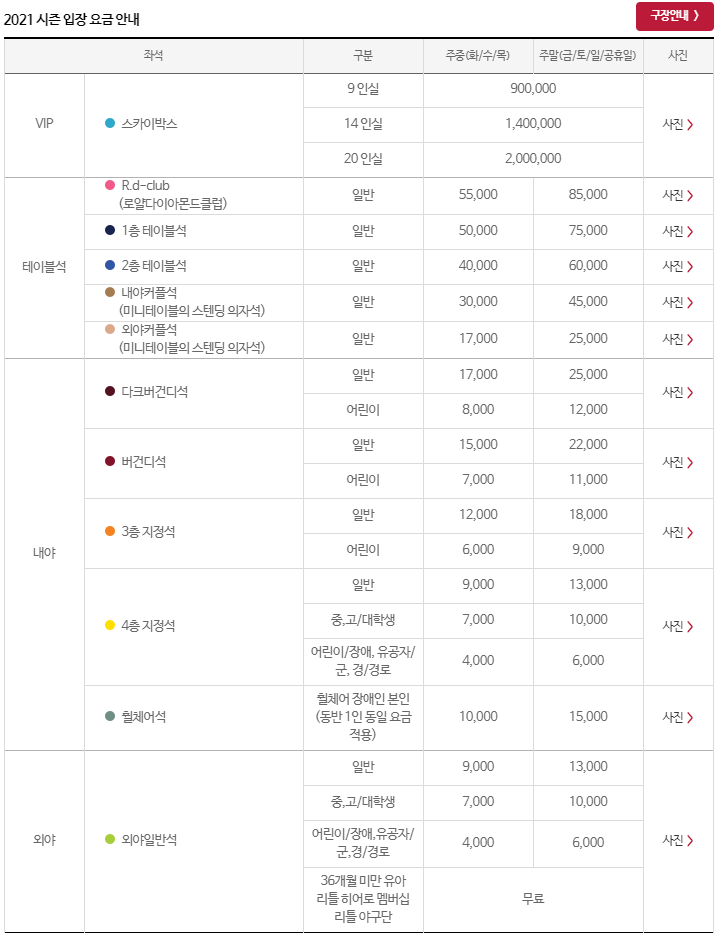 2021 시즌 입장 요금 안내
구장안내 >
좌석 구분 주중(화/수/목) 주말(금/토/일/공휴일) 사진
VIP 스카이박스 9인실 900,000 사진 >
14인실 1,400,000
20인실 2,000,000
테이블석
R.d-club
(로얄다이아몬드클럽) 일반 55,000 85,000 사진 >
1층 테이블석 일반 50,000 75,000 사진 >
2층 테이블석 일반 40,000 60,000 사진 >
내야커플석
(미니테이블의 스텐딩 의자석) 일반 30,000 45,000 사진 >
외야커플석
(미니테이블의 스텐딩 의자석) 일반 17,000 25,000 사진 >
내야
다크버건디석 일반 17,000 25,000 사진 >
어린이 8,000 12,000
버건디석 일반 15,000 22,000 사진 >
어린이 7,000 11,000
3층 지정석 일반 12,000 18,000 사진 >
어린이 6,000 9,000
4층 지정석 일반 9,000 13,000 사진 >
중,고/대학생 7,000 10,000
어린이/장애, 유공자/
군, 경/경로 4,000 6,000
휠체어석 휠체어 장애인 본인
(동반 1인 동일 요금
적용) 10,000 15,000 사진 >
외야
외야일반석 일반 9,000 13,000 사진 >
중,고/대학생 7,000 10,000
어린이/장애,유공자/
군,경/경로 4,000 6,000
36개월 미만 유아
리틀 히어로 멤버십
리틀 야구단 무료